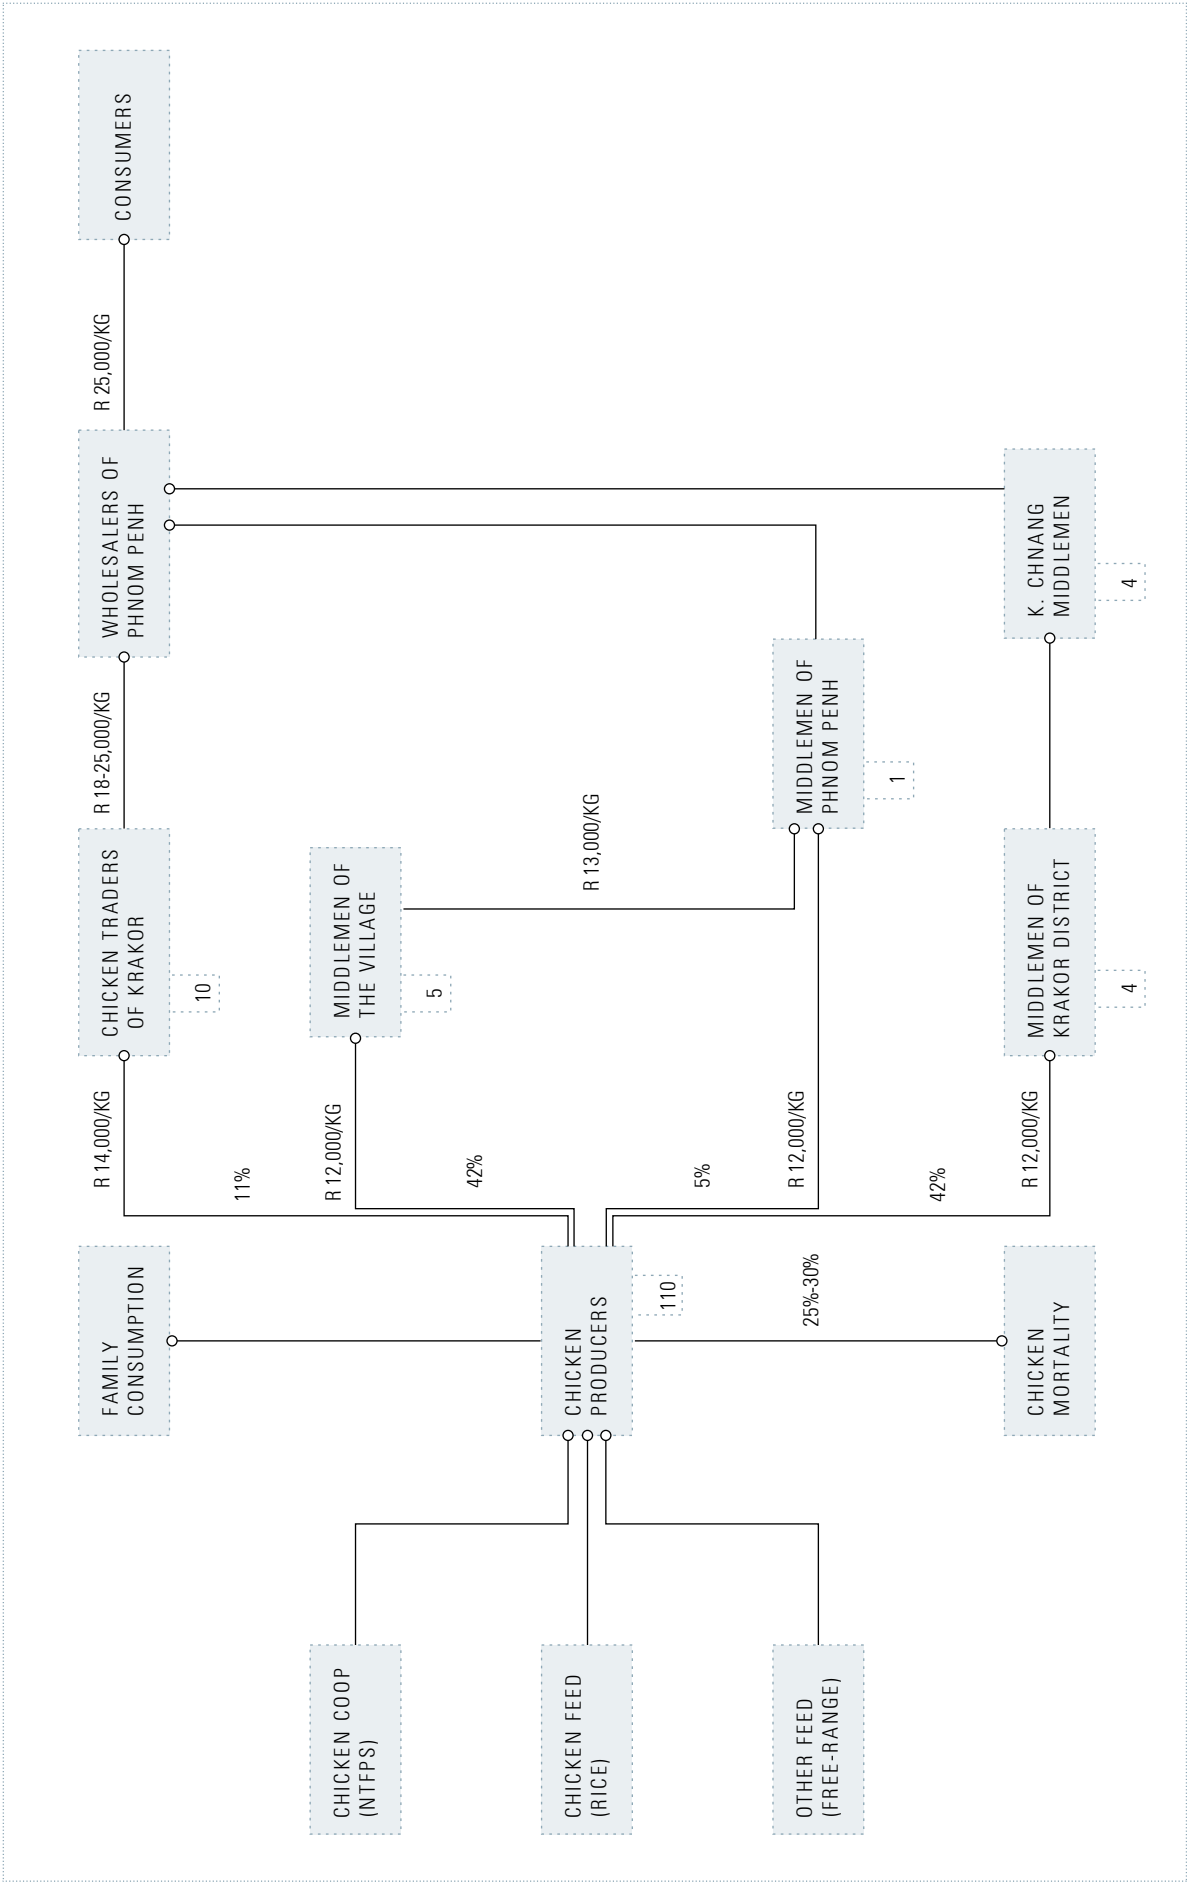 CHICKEN COOP
(NTFPS)
CHICKEN FEED
(RICE)
OTHER FEED
(FREE-RANGE)
FAMILY
CONSUMPTION
CHICKEN
PRODUCERS
110
25%-30%
CHICKEN
MORTALITY
R 14,000/KG
11%
R 12,000/KG
42%
5%
R 12,000/KG
42%
R 12,000/KG
CHICKEN TRADERS
OF KRAKOR
10
MIDDLEMEN OF
THE VILLAGE
5
R 13,000/KG
MIDDLEMEN OF
KRAKOR DISTRICT
4
R 18-25,000/KG
MIDDLEMEN OF
PHNOM PENH
1
WHOLESALERS OF
PHNOM PENH
K. CHNANG
MIDDLEMEN
4
R 25,000/KG
CONSUMERS